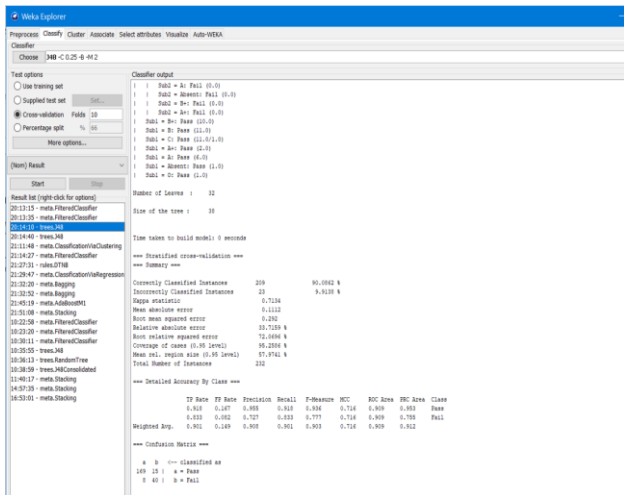 Weka Explorer
Preprocess Classify Cluster Associate Select attributes Visualize Auto-WEKA
Classifier
Choose J48 -C 0.25 -B -M 2
Test options
Use training set
Supplied test set Set...
Cross-validation Folds 10
Percentage split % 66
More options...
(Nom) Result
Start Stop
Result list (right-click for options)
20:13:15 - meta.FilteredClassifier
20:13:35 - meta.FilteredClassifier
20:14:10 - trees.J48
20:14:40 - trees.J48
21:11:48 - meta.ClassificationViaClustering
21:14:27 - meta.FilteredClassifier
21:27:31 - rules.DTNB
21:29:47 - meta.ClassificationViaRegression
21:32:20 - meta.Bagging
21:32:52 - meta.Bagging
21:45:19 - meta.AdaBoostM1
21:51:08 - meta.Stacking
10:22:58 - meta.FilteredClassifier
10:23:20 - meta.FilteredClassifier
10:30:11 - meta.FilteredClassifier
10:35:55 - trees.J48
10:36:13 - trees.RandomTree
10:38:59 - trees.J48Consolidated
11:40:17 - meta.Stacking
14:57:35 - meta.Stacking
16:53:01 - meta.Stacking
Classifier output
| | Sub2 = A: Fail (0.0)
| | Sub2 = Absent: Fail (0.0)
| | Sub2 = B+: Fail (0.0)
| | Sub2 = A+: Fail (0.0)
| Sub1 = B+: Pass (10.0)
| Sub1 = B: Pass (11.0)
| Sub1 = C: Pass (11.0/1.0)
| Sub1 = A+: Pass (2.0)
| Sub1 = A: Pass (6.0)
| Sub1 = Absent: Pass (1.0)
| Sub1 = O: Pass (1.0)
Number of Leaves : 32
Size of the tree : 38
Time taken to build model: 0 seconds
=== Stratified cross-validation ===
=== Summary ===
Correctly Classified Instances 209 90.0862 %
Incorrectly Classified Instances 23 9.9138 %
Kappa statistic 0.7134
Mean absolute error 0.1112
Root mean squared error 0.292
Relative absolute error 33.7159 %
Root relative squared error 72.0696 %
Coverage of cases (0.95 level) 95.2586 %
Mean rel. region size (0.95 level) 57.9741 %
Total Number of Instances 232
=== Detailed Accuracy By Class ===
TP Rate FP Rate Precision Recall F-Measure MCC ROC Area PRC Area Class
0.918 0.167 0.955 0.918 0.936 0.716 0.909 0.953 Pass
0.833 0.082 0.727 0.833 0.777 0.716 0.909 0.755 Fail
Weighted Avg. 0.901 0.149 0.908 0.901 0.903 0.716 0.909 0.912
=== Confusion Matrix ===
a b <-- classified as
169 15 | a = Pass
8 40 | b = Fail